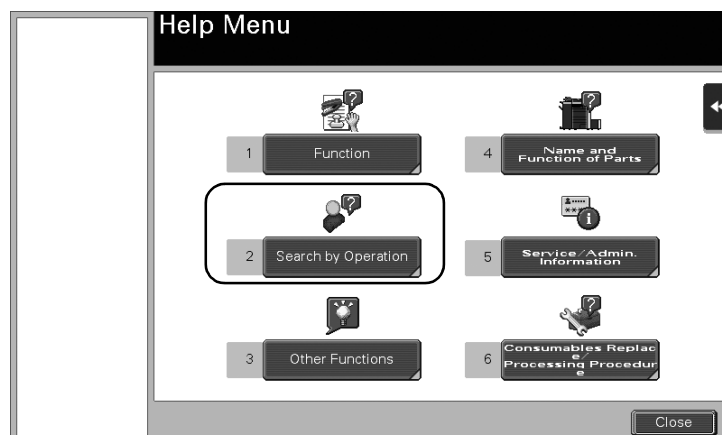 Help Menu
1 Function
4 Name and
Function of Parts
2 Search by Operation
5 Service/Admin.
Information
3 Other Functions
6 Consumables Replac
e/
Processing Procedur
e
Close